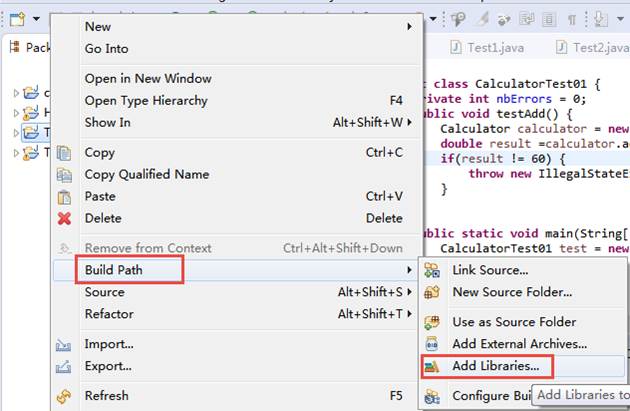 Pac
New
Go Into
Open in New Window
Open Type Hierarchy F4
Show In Alt+Shift+W
Copy Ctrl+C
Copy Qualified Name
Paste Ctrl+V
Delete Delete
Remove from Context Ctrl+Alt+Shift+Down
Build Path
Source Alt+Shift+S
Refactor Alt+Shift+T
Import...
Export...
Refresh F5
Link Source...
New Source Folder...
Use as Source Folder
Add External Archives...
Add Libraries...
Configure Bui
Add Libraries to
Test1.java Test2.java
class CalculatorTest01 {
rivate int nbErrors = 0;
ublic void testAdd() {
Calculator calculator = new
double result =calculator.a
if(result != 60) {
throw new IllegalStateE
}
ublic static void main(String[
CalculatorTest01 test = new